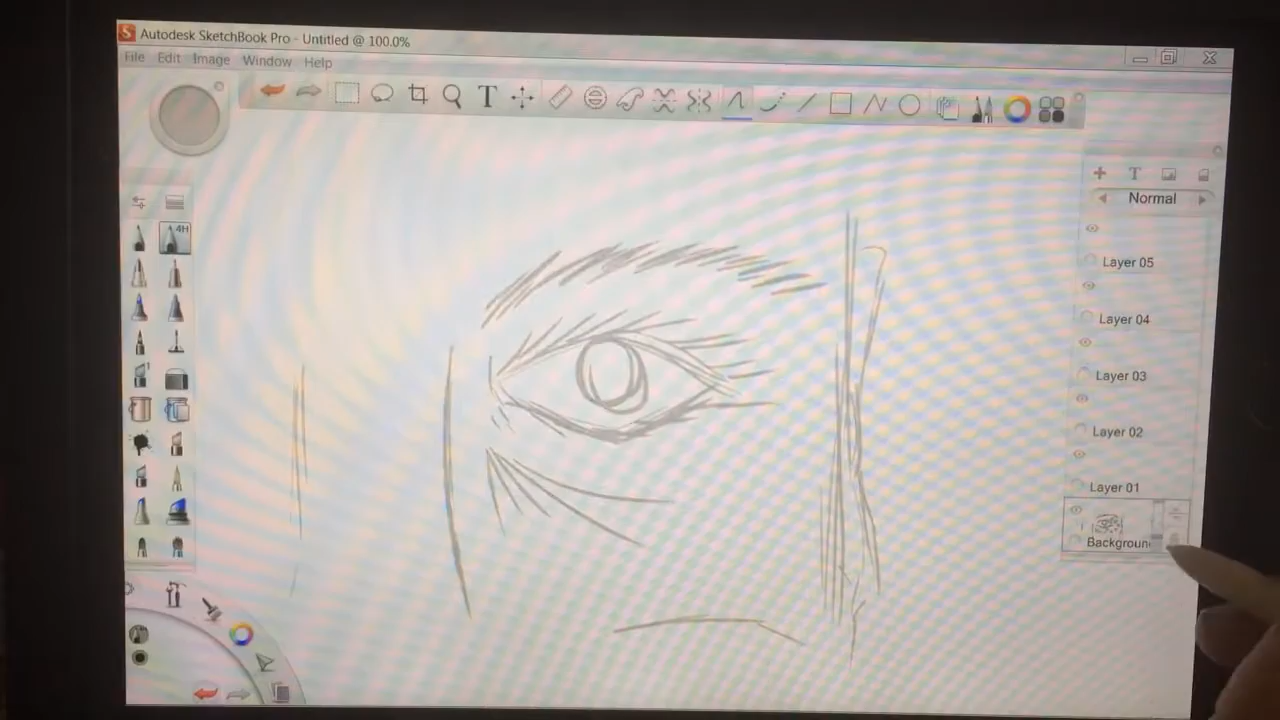 Autodesk SketchBook Pro - Untitled @ 100.0%
File Edit Image Window Help
T
T
Normal
4H
Layer 05
Layer 04
Layer 03
Layer 02
Layer 01
Backgroun